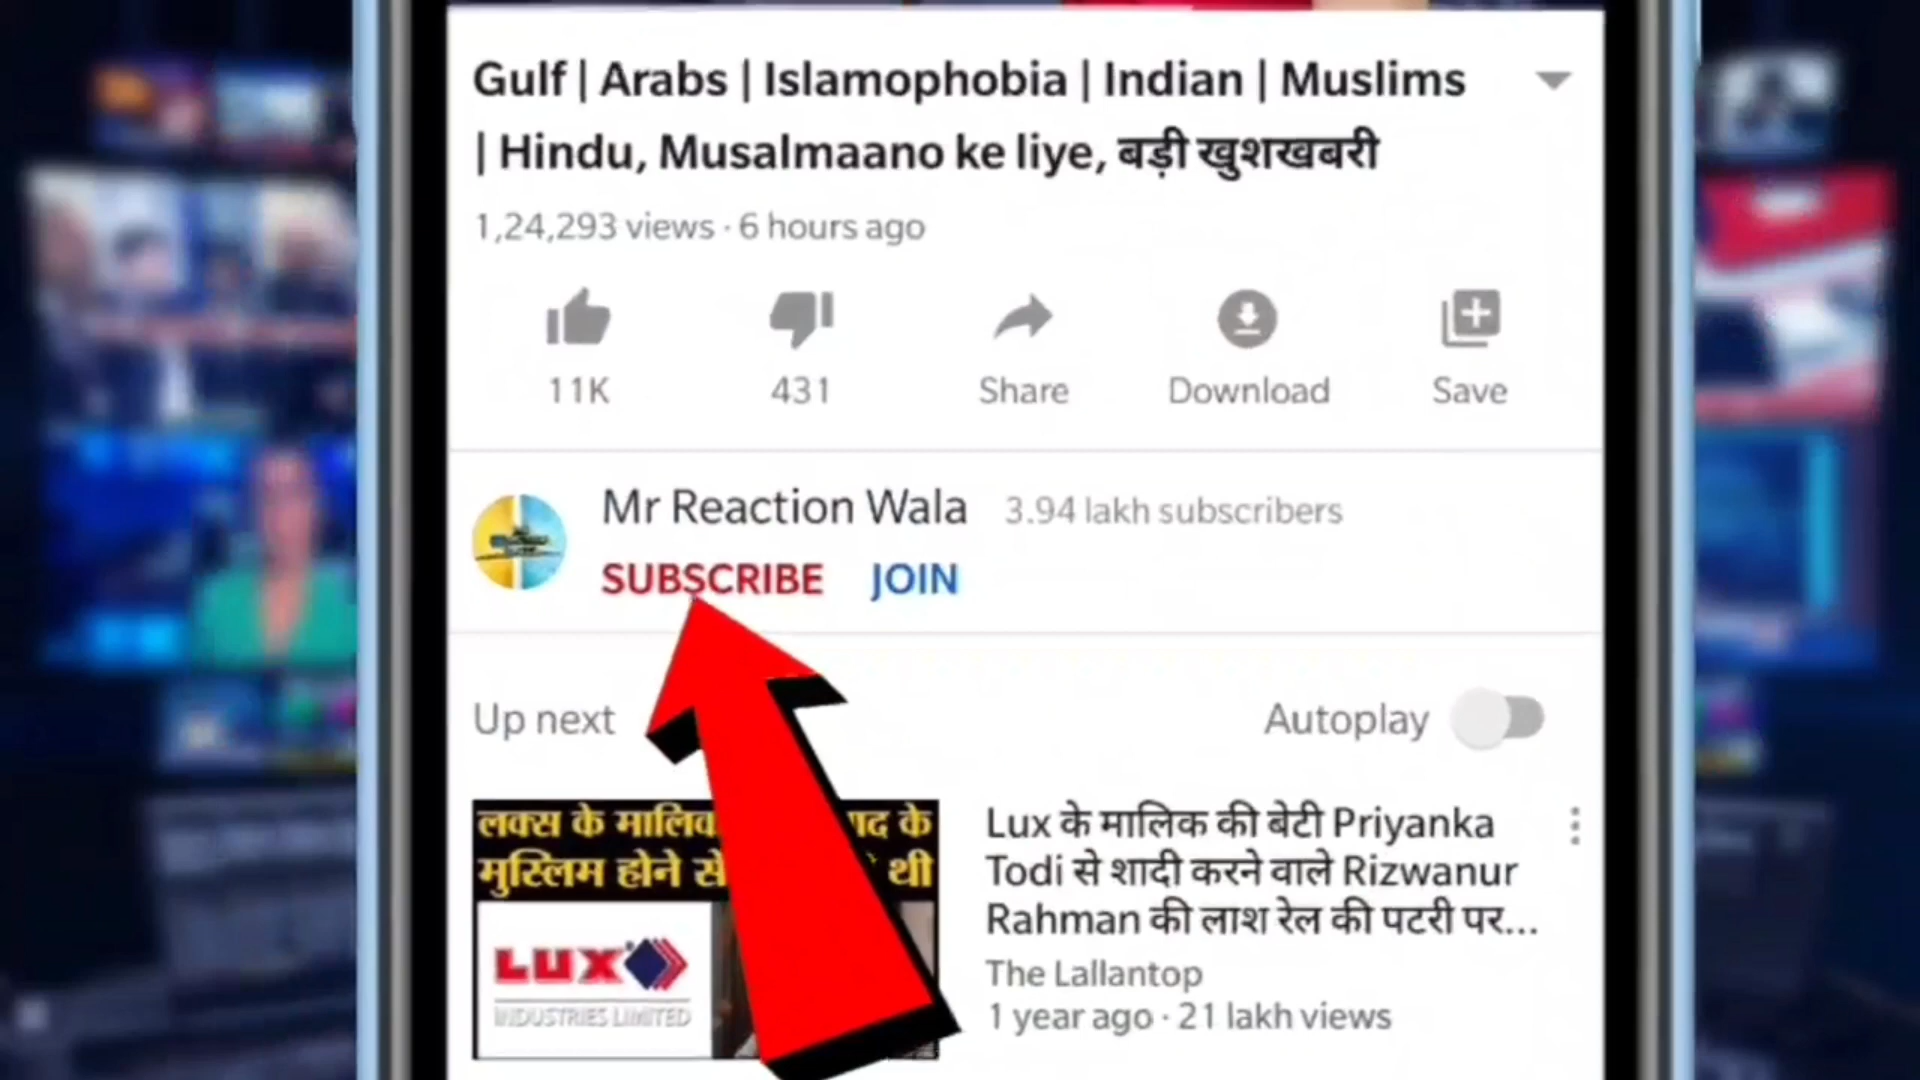 Gulf | Arabs | Islamophobia | Indian | Muslims
| Hindu, Musalmaano ke liye, बड़ी खुशखबरी
1,24,293 views · 6 hours ago
11K
431
Share
Download
Save
Mr Reaction Wala 3.94 lakh subscribers
SUBSCRIBE JOIN
Up next
Autoplay
लक्स के मालिक के
मुस्लिम होने से थी
LUX
INDUSTRIES LIMITED
Lux के मालिक की बेटी Priyanka
Todi से शादी करने वाले Rizwanur
Rahman की लाश रेल की पटरी पर...
The Lallantop
1 year ago · 21 lakh views